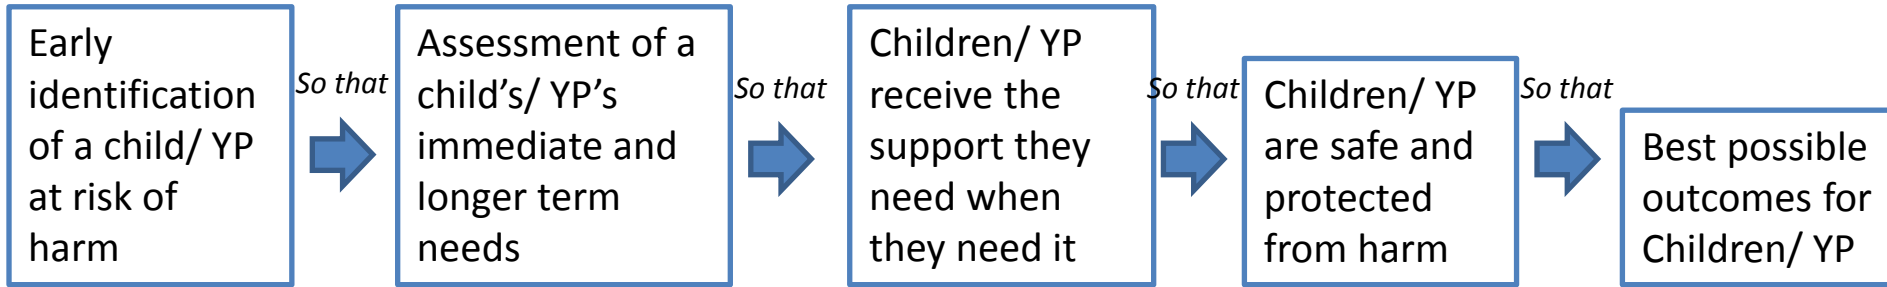 Early
identification
of a child/ YP
at risk of
harm
So that
Assessment of a
child’s/ YP’s
immediate and
longer term
needs
So that
Children/ YP
receive the
support they
need when
they need it
So that
Children/ YP
are safe and
protected
from harm
So that
Best possible
outcomes for
Children/ YP